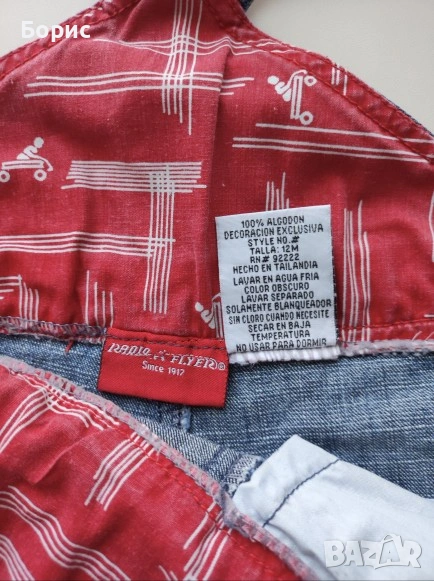 Борис
100% ALGODON
DECORACION EXCLUSIVA
STYLE NO.#
TALLA: 12M
RN# 92222
HECHO EN TAILANDIA
LAVAR EN AGUA FRIA
COLOR OBSCURO
LAVAR SEPARADO
SOLAMENTE BLANQUEADOR
SIN CLORO CUANDO NECESITE
SECAR EN BAJA
TEMPERATURA
NO USAR PARA DORMIR
RADIO FLYER®
Since 1917
BAZAR